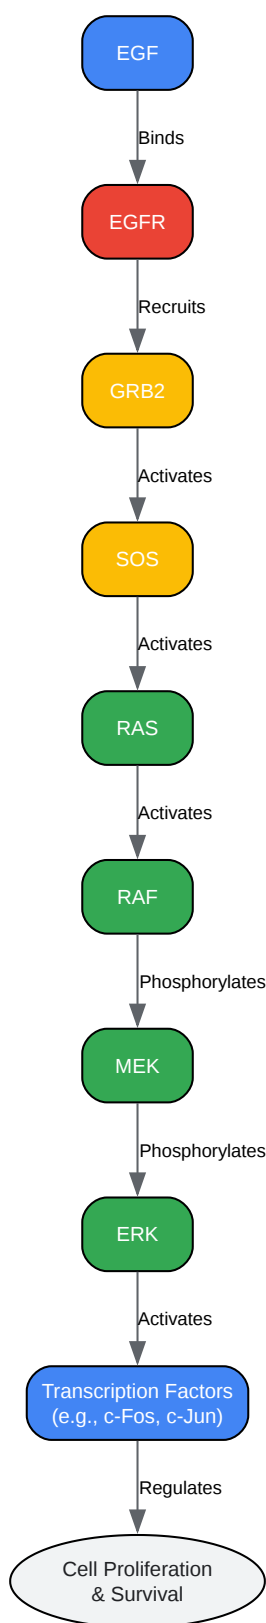 EGF
Binds
EGFR
Recruits
GRB2
Activates
SOS
Activates
RAS
Activates
RAF
Phosphorylates
MEK
Phosphorylates
ERK
Activates
Transcription Factors
(e.g., c-Fos, c-Jun)
Regulates
Cell Proliferation
& Survival